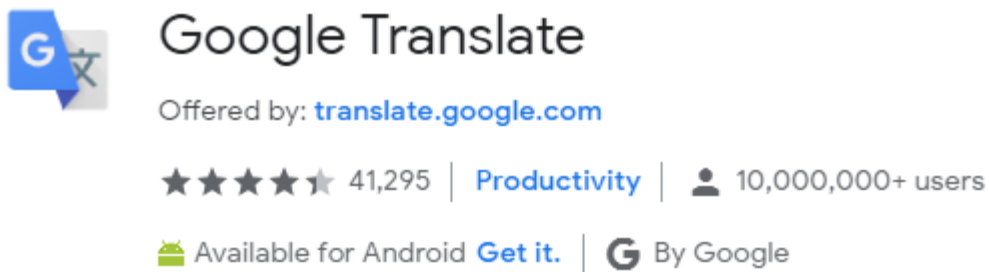 Google Translate
Offered by: translate.google.com
41,295 | Productivity | 10,000,000+ users
Available for Android Get it. | G By Google